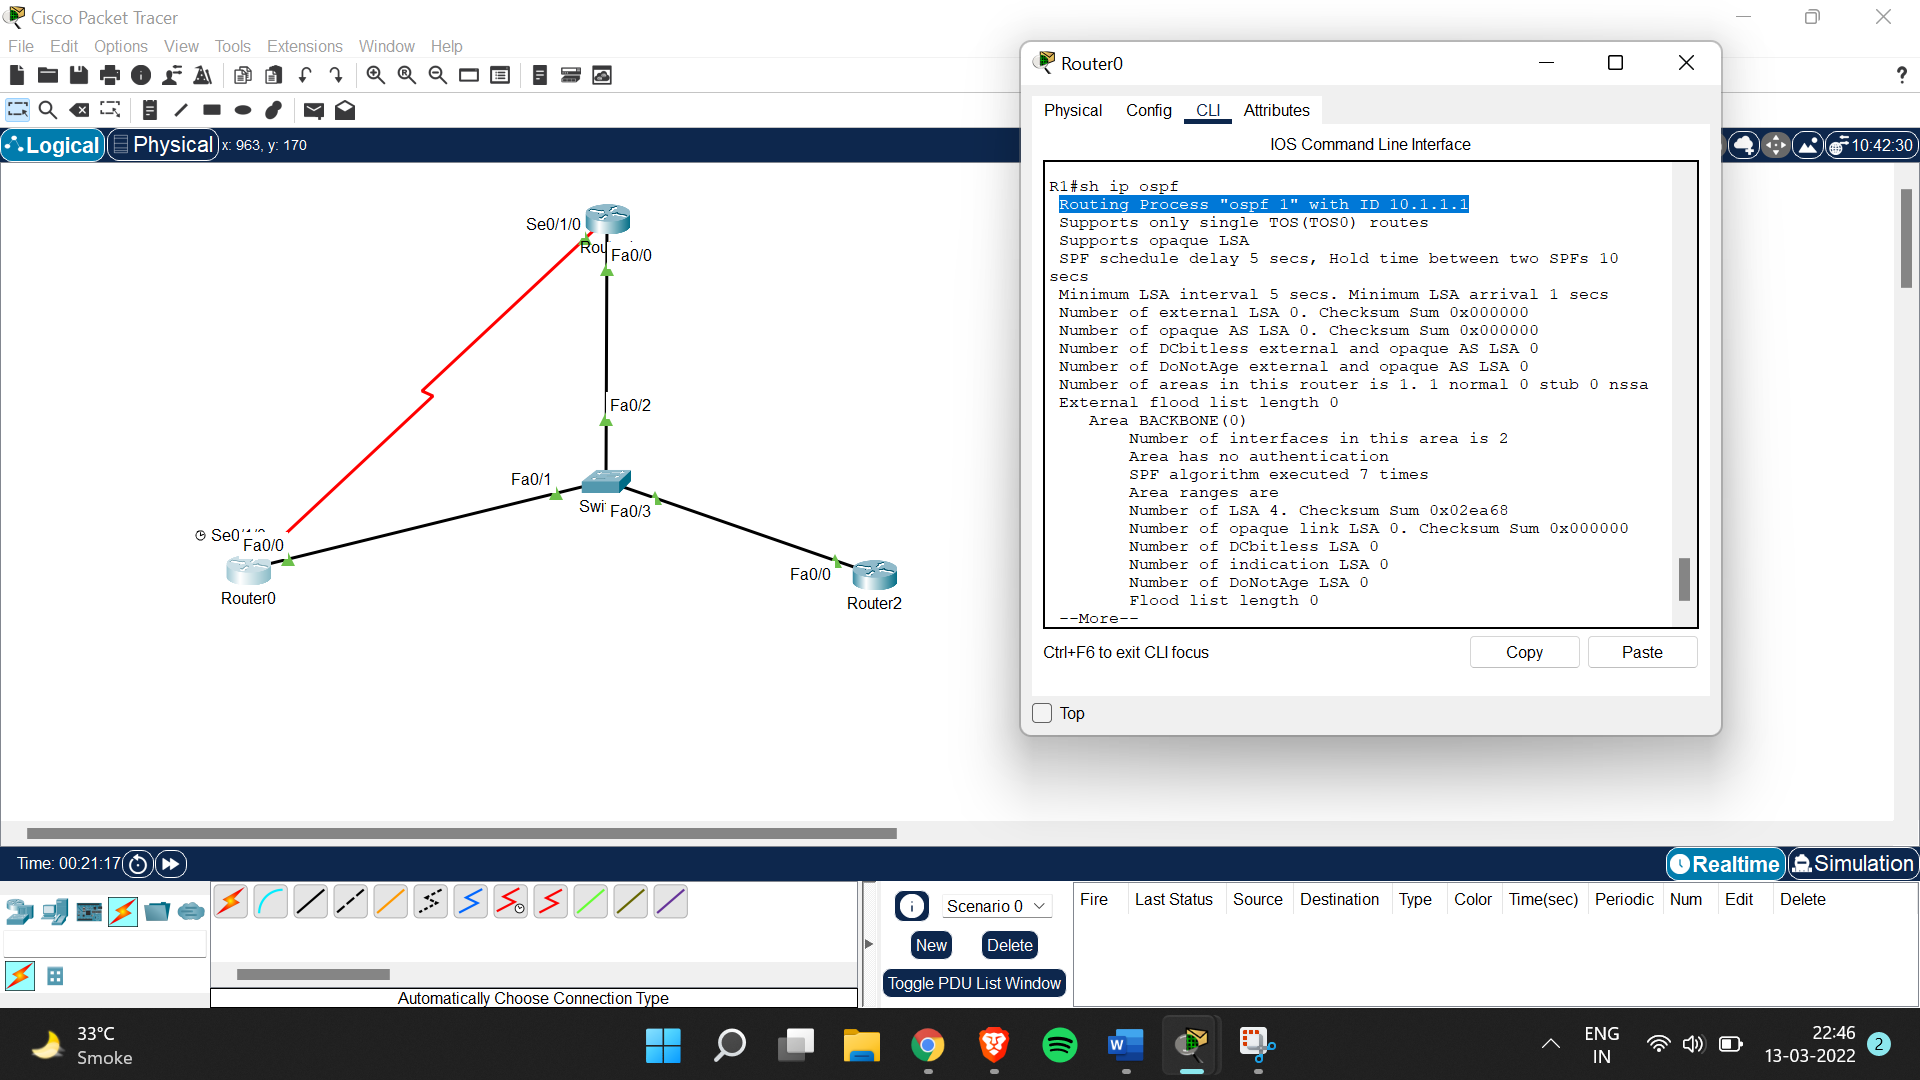 Cisco Packet Tracer
File Edit Options View Tools Extensions Window Help
Logical Physical x: 963, y: 170
10:42:30
Se0/1/0
Rou
Fa0/0
Fa0/2
Fa0/1
Swi
Fa0/3
Se0/1/0
Fa0/0
Router0
Fa0/0
Router2
Router0
Physical Config CLI Attributes
IOS Command Line Interface
R1#sh ip ospf
Routing Process "ospf 1" with ID 10.1.1.1
Supports only single TOS(TOS0) routes
Supports opaque LSA
SPF schedule delay 5 secs, Hold time between two SPFs 10
secs
Minimum LSA interval 5 secs. Minimum LSA arrival 1 secs
Number of external LSA 0. Checksum Sum 0x000000
Number of opaque AS LSA 0. Checksum Sum 0x000000
Number of DCbitless external and opaque AS LSA 0
Number of DoNotAge external and opaque AS LSA 0
Number of areas in this router is 1. 1 normal 0 stub 0 nssa
External flood list length 0
Area BACKBONE(0)
Number of interfaces in this area is 2
Area has no authentication
SPF algorithm executed 7 times
Area ranges are
Number of LSA 4. Checksum Sum 0x02ea68
Number of opaque link LSA 0. Checksum Sum 0x000000
Number of DCbitless LSA 0
Number of indication LSA 0
Number of DoNotAge LSA 0
Flood list length 0
--More--
Ctrl+F6 to exit CLI focus
Copy Paste
Top
Time: 00:21:17
Realtime Simulation
Scenario 0
New Delete
Toggle PDU List Window
Fire Last Status Source Destination Type Color Time(sec) Periodic Num Edit Delete
Automatically Choose Connection Type
33°C
Smoke
ENG
IN
22:46
13-03-2022
2